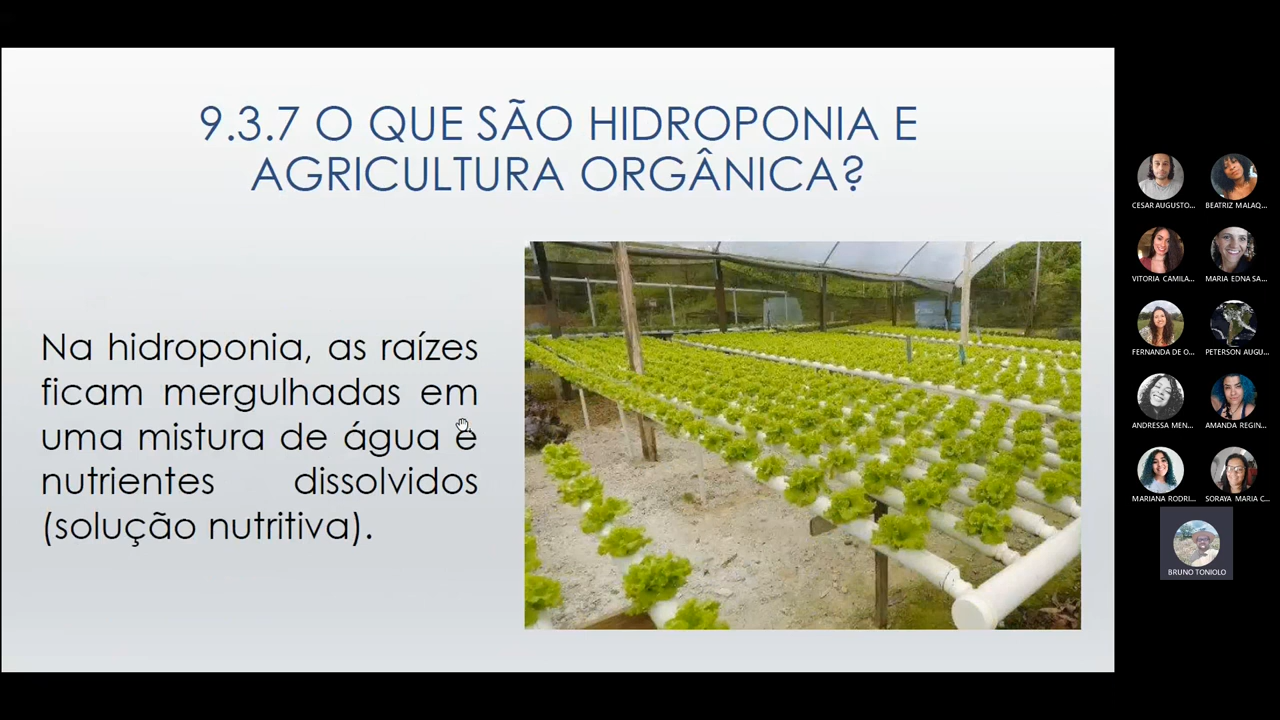 9.3.7 O QUE SÃO HIDROPONIA E
AGRICULTURA ORGÂNICA?
Na hidroponia, as raízes
ficam mergulhadas em
uma mistura de água e
nutrientes dissolvidos
(solução nutritiva).
CESAR AUGUSTO...
BEATRIZ MALAQ...
VITORIA CAMILA...
MARIA EDNA SA...
FERNANDA DE O...
PETERSON AUGU...
ANDRESSA MEN...
AMANDA REGIN...
MARIANA RODRI...
SORAYA MARIA C...
BRUNO TONIOLO